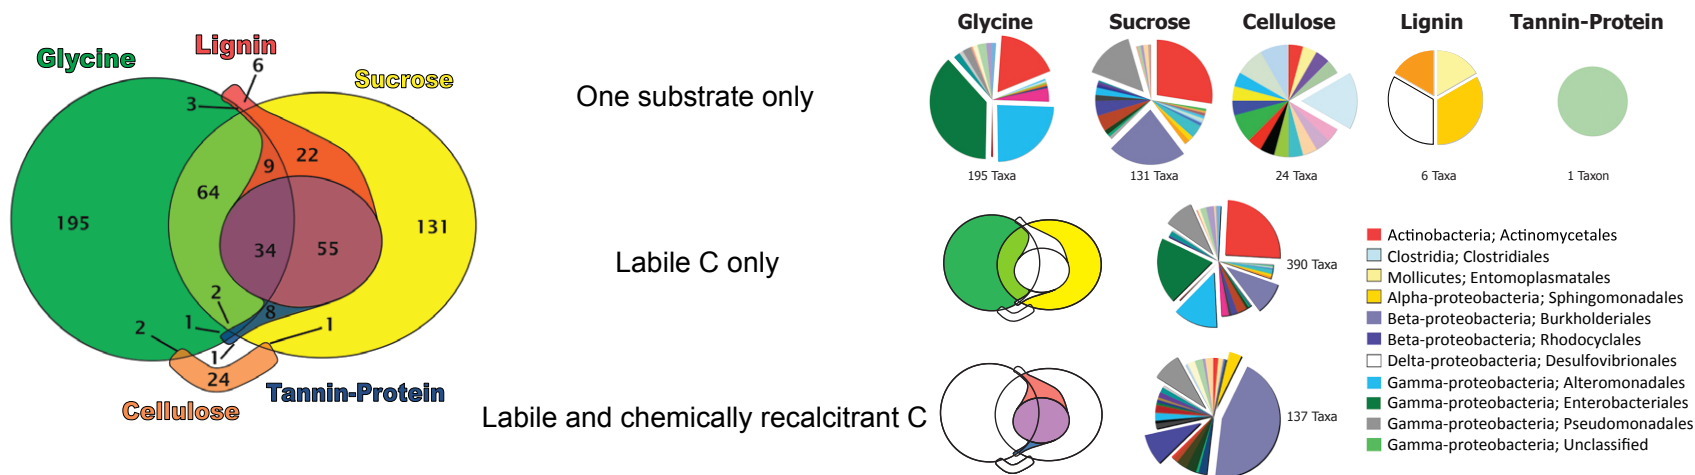 Glycine
Lignin
Sucrose
6
3
22
9
64
195
131
34
55
2
8
1
2
1
1
24
Cellulose
Tannin-Protein
One substrate only
Labile C only
Labile and chemically recalcitrant C
Glycine
Sucrose
Cellulose
Lignin
Tannin-Protein
195 Taxa
131 Taxa
24 Taxa
6 Taxa
1 Taxon
390 Taxa
137 Taxa
Actinobacteria; Actinomycetales
Clostridia; Clostridiales
Mollicutes; Entomoplasmatales
Alpha-proteobacteria; Sphingomonadales
Beta-proteobacteria; Burkholderiales
Beta-proteobacteria; Rhodocyclales
Delta-proteobacteria; Desulfovibrionales
Gamma-proteobacteria; Alteromonadales
Gamma-proteobacteria; Enterobacteriales
Gamma-proteobacteria; Pseudomonadales
Gamma-proteobacteria; Unclassified